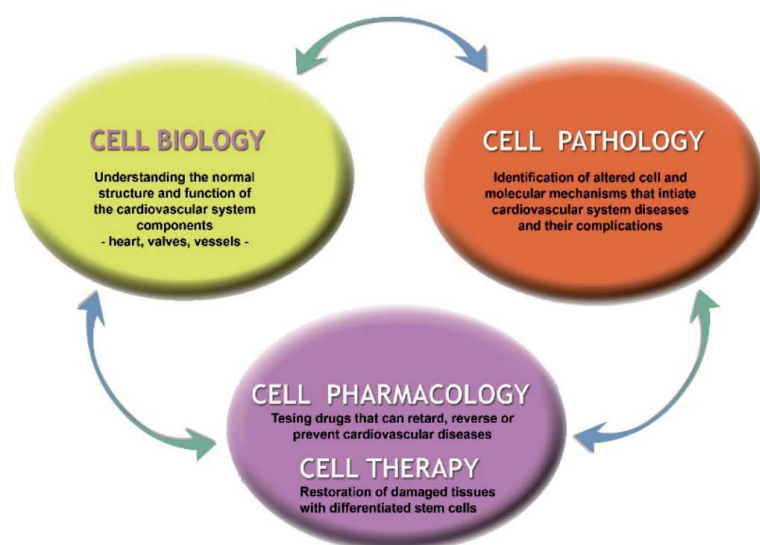 CELL BIOLOGY
Understanding the normal
structure and function of
the cardiovascular system
components
- heart, valves, vessels -
CELL PATHOLOGY
Identification of altered cell and
molecular mechanisms that intiate
cardiovascular system diseases
and their complications
CELL PHARMACOLOGY
Tesing drugs that can retard, reverse or
prevent cardiovascular diseases
CELL THERAPY
Restoration of damaged tissues
with differentiated stem cells